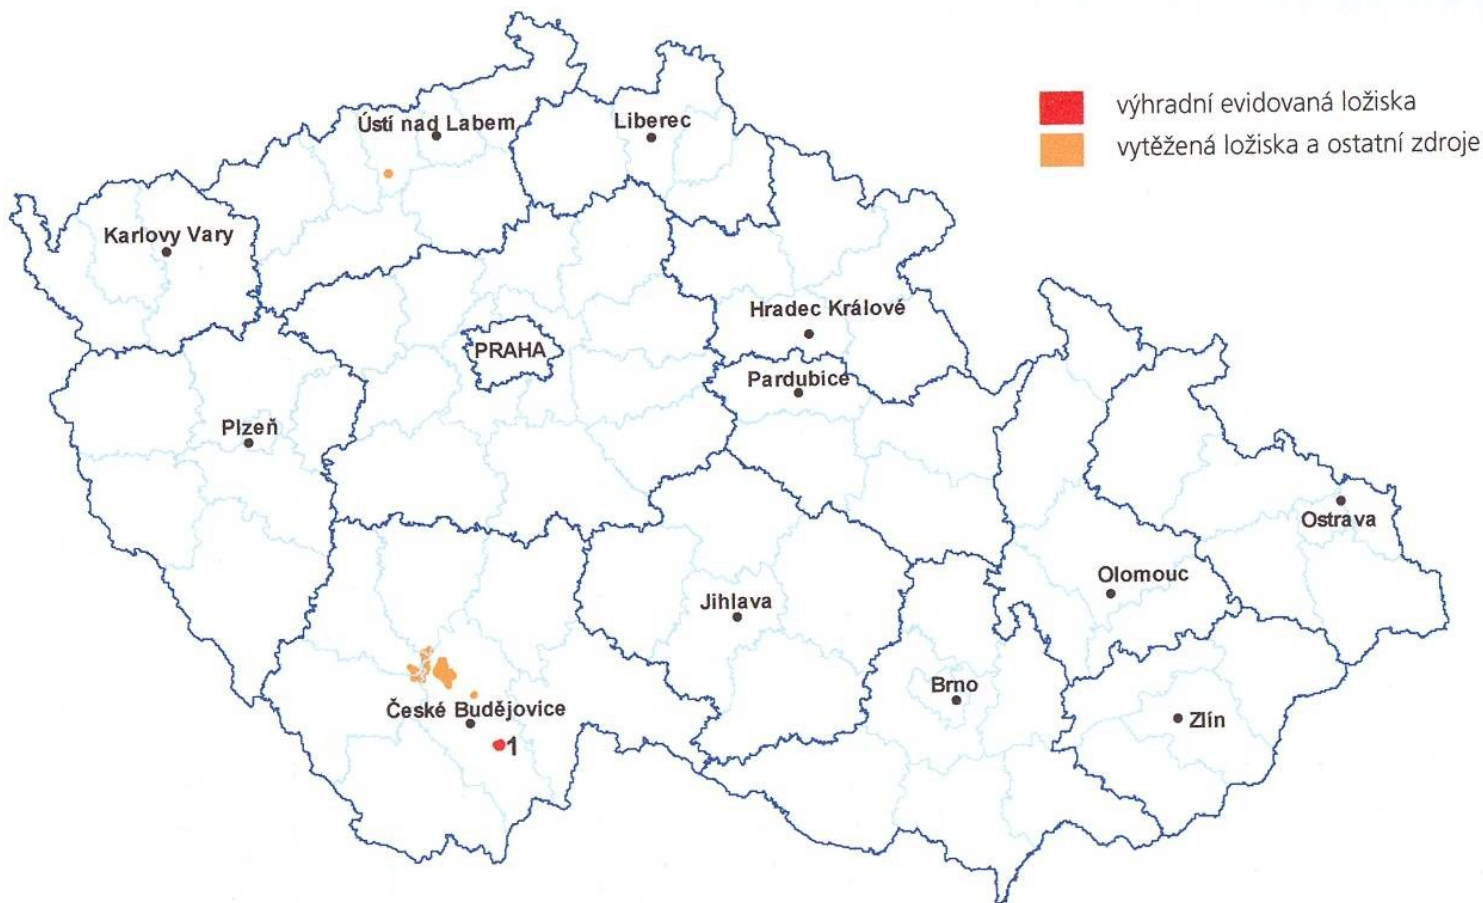 výhradní evidovaná ložiska
vytěžená ložiska a ostatní zdroje
Ústí nad Labem
Liberec
Karlovy Vary
Hradec Králové
PRAHA
Pardubice
Plzeň
Ostrava
Olomouc
Jihlava
Brno
České Budějovice
Zlín
1